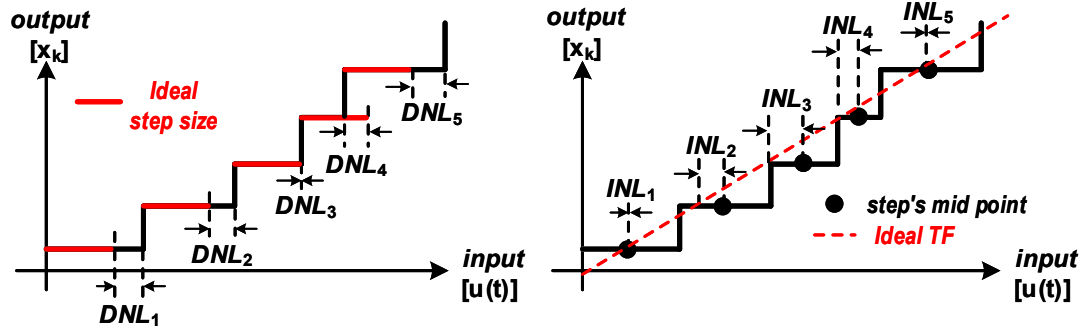 output
[xk]
Ideal
step size
DNL1
DNL2
DNL3
DNL4
DNL5
input
[u(t)]
output
[xk]
INL1
INL2
INL3
INL4
INL5
step's mid point
Ideal TF
input
[u(t)]